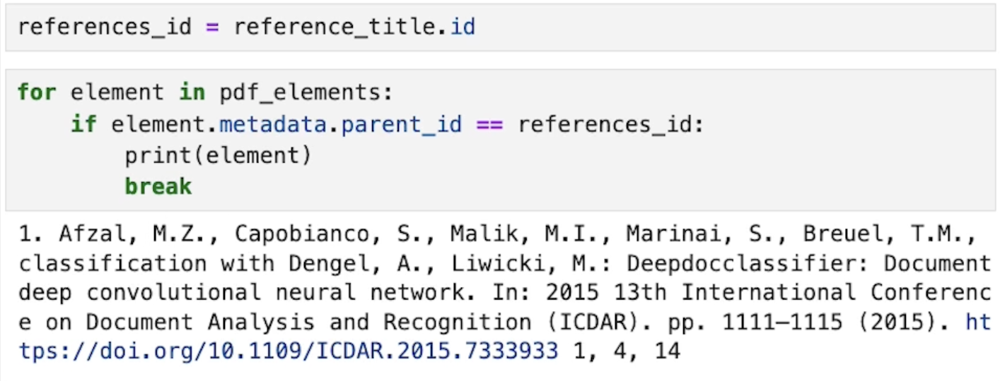 references_id = reference_title.id
for element in pdf_elements:
    if element.metadata.parent_id == references_id:
        print(element)
        break
1. Afzal, M.Z., Capobianco, S., Malik, M.I., Marinai, S., Breuel, T.M.,
classification with Dengel, A., Liwicki, M.: Deepdocclassifier: Document
deep convolutional neural network. In: 2015 13th International Conferenc
e on Document Analysis and Recognition (ICDAR). pp. 1111–1115 (2015). ht
tps://doi.org/10.1109/ICDAR.2015.7333933 1, 4, 14